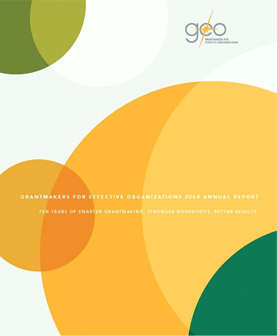 geo
GRANTMAKERS FOR
EFFECTIVE ORGANIZATIONS
GRANTMAKERS FOR EFFECTIVE ORGANIZATIONS 2008 ANNUAL REPORT
TEN YEARS OF SMARTER GRANTMAKING, STRONGER NONPROFITS, BETTER RESULTS